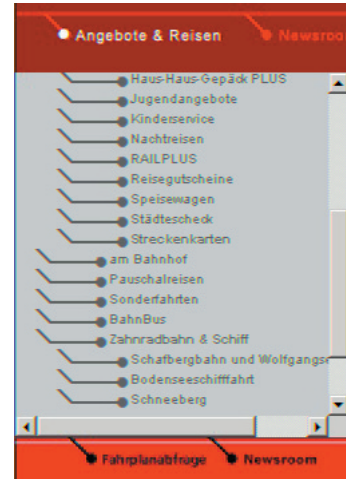 Angebote & Reisen Newsroo
Haus-Haus-Gepäck PLUS
Jugendangebote
Kinderservice
Nachtreisen
RAILPLUS
Reisegutscheine
Speisewagen
Städtescheck
Streckenkarten
am Bahnhof
Pauschalreisen
Sonderfahrten
BahnBus
Zahnradbahn & Schiff
Schafbergbahn und Wolfgangse
Bodenseeschifffahrt
Schneeberg
Fahrplanabfrage Newsroom